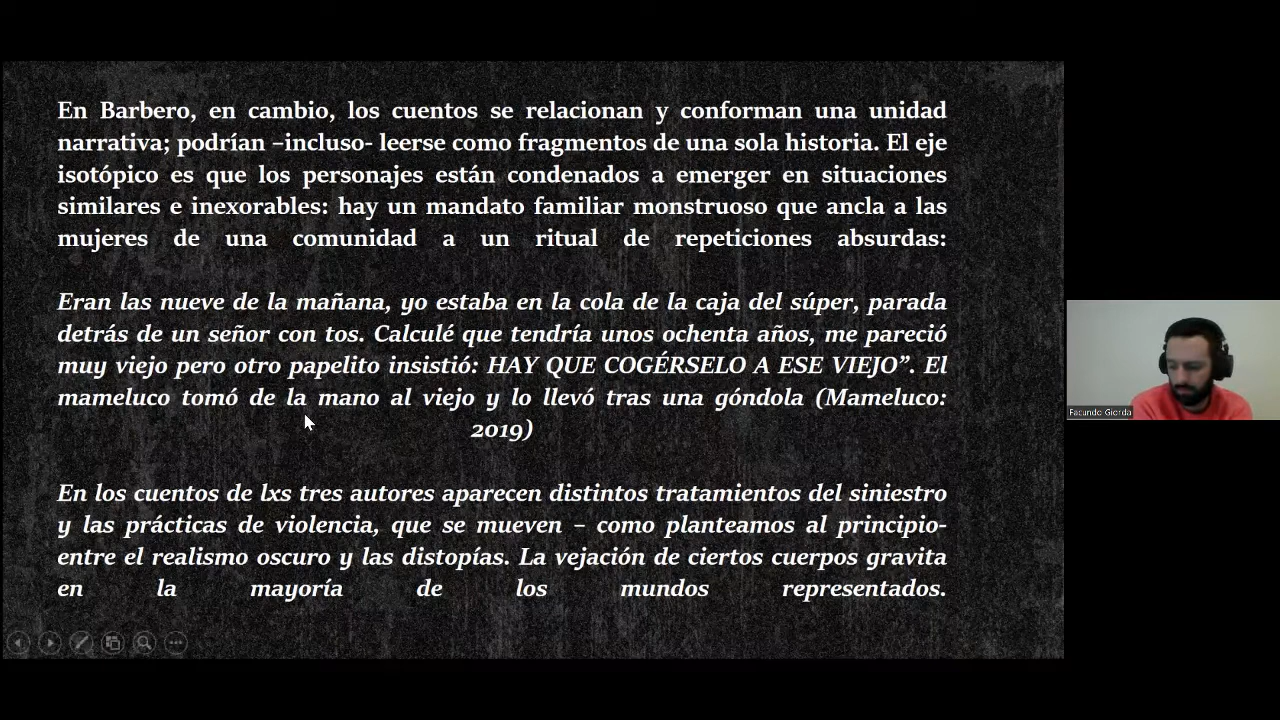 En Barbero, en cambio, los cuentos se relacionan y conforman una unidad
narrativa; podrían –incluso- leerse como fragmentos de una sola historia. El eje
isotópico es que los personajes están condenados a emerger en situaciones
similares e inexorables: hay un mandato familiar monstruoso que ancla a las
mujeres de una comunidad a un ritual de repeticiones absurdas:
Eran las nueve de la mañana, yo estaba en la cola de la caja del súper, parada
detrás de un señor con tos. Calculé que tendría unos ochenta años, me pareció
muy viejo pero otro papelito insistió: HAY QUE COGÉRSELO A ESE VIEJO”. El
mameluco tomó de la mano al viejo y lo llevó tras una góndola (Mameluco:
2019)
En los cuentos de lxs tres autores aparecen distintos tratamientos del siniestro
y las prácticas de violencia, que se mueven – como planteamos al principio-
entre el realismo oscuro y las distopías. La vejación de ciertos cuerpos gravita
en la mayoría de los mundos representados.
Facundo Giorda